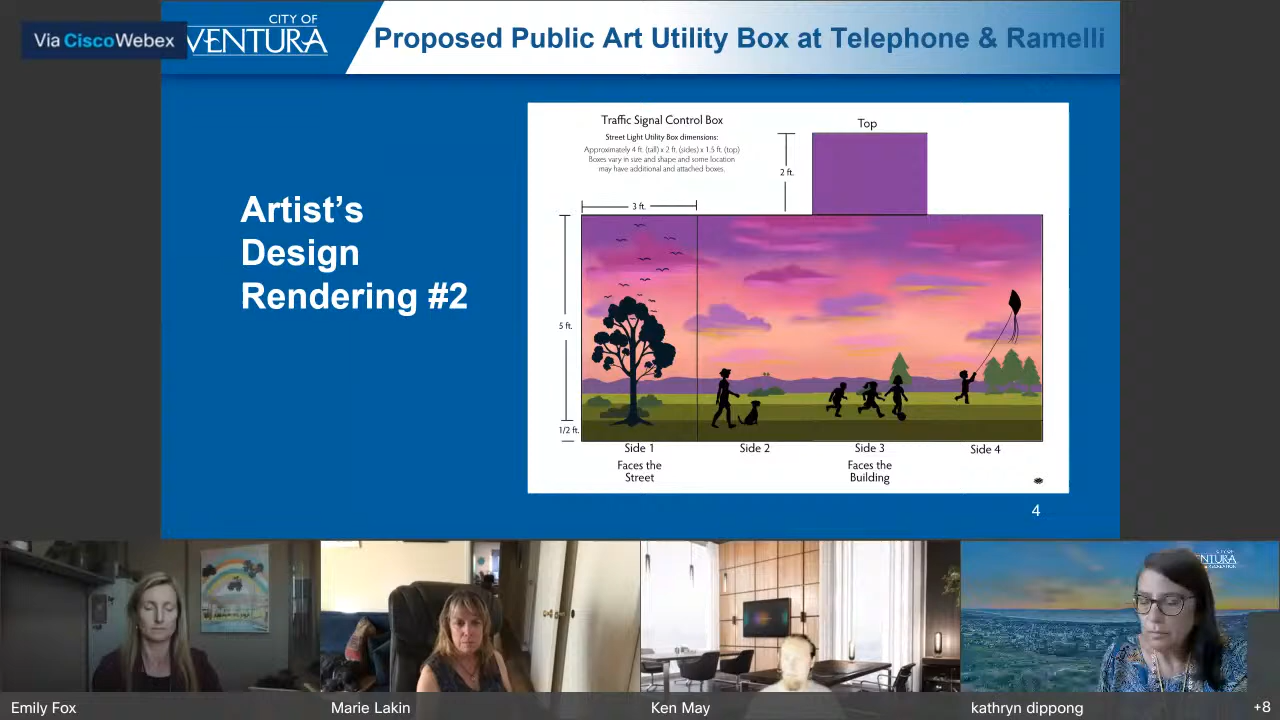 Via CiscoWebex
CITY OF
VENTURA
Proposed Public Art Utility Box at Telephone & Ramelli
Artist's
Design
Rendering #2
Traffic Signal Control Box
Street Light Utility Box dimensions:
Approximately 4 ft. (tall) x 2 ft. (sides) x 1.5 ft. (top)
Boxes vary in size and shape and some location
may have additional and attached boxes.
Top
2 ft.
3 ft.
5 ft.
1/2 ft.
Side 1
Faces the
Street
Side 2
Side 3
Faces the
Building
Side 4
4
CITY OF
Emily Fox
Marie Lakin
Ken May
kathryn dippong
+8